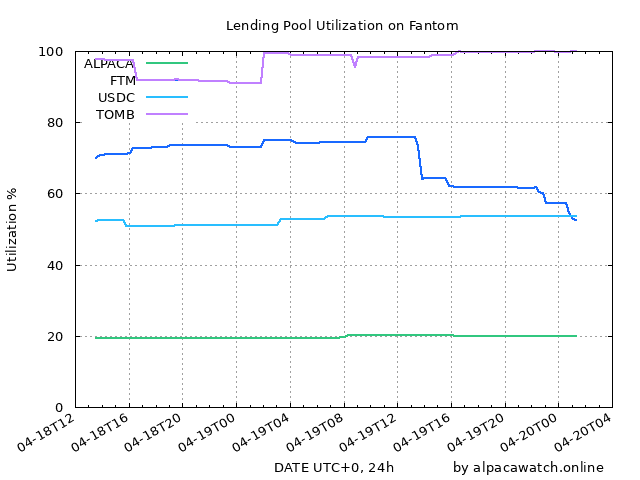 Lending Pool Utilization on Fantom
100
80
60
40
20
0
Utilization %
ALPACA
FTM
USDC
TOMB
04-18T12
04-18T16
04-18T20
04-19T00
04-19T04
04-19T08
04-19T12
04-19T16
04-19T20
04-20T00
04-20T04
DATE UTC+0, 24h
by alpacawatch.online